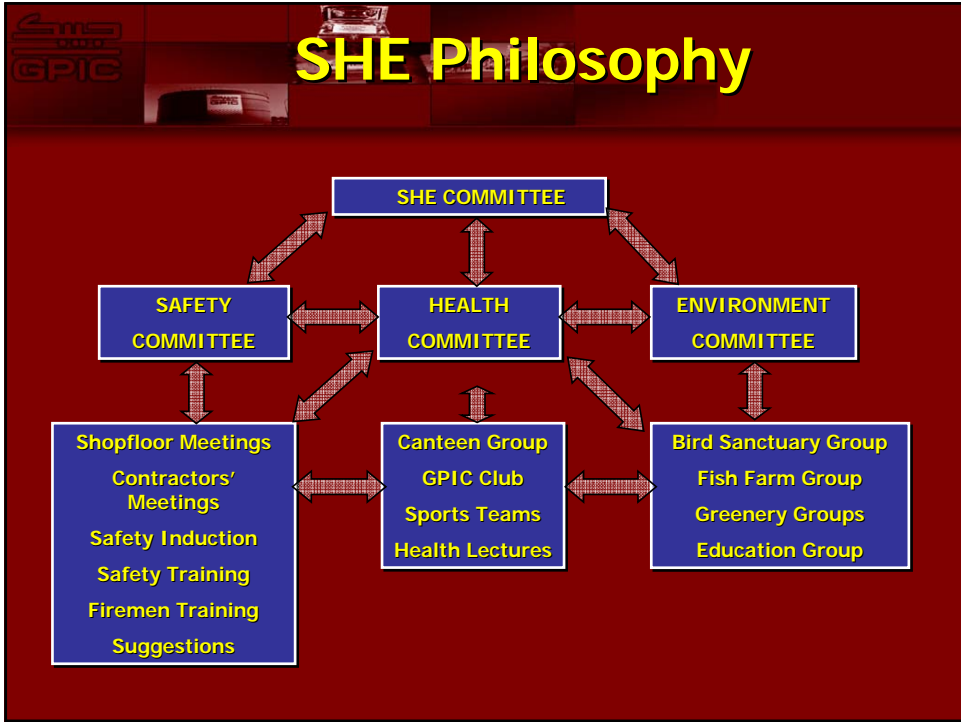 جيبك
GPIC
SHE Philosophy
SHE COMMITTEE
SAFETY
COMMITTEE
HEALTH
COMMITTEE
ENVIRONMENT
COMMITTEE
Shopfloor Meetings
Contractors’
Meetings
Safety Induction
Safety Training
Firemen Training
Suggestions
Canteen Group
GPIC Club
Sports Teams
Health Lectures
Bird Sanctuary Group
Fish Farm Group
Greenery Groups
Education Group